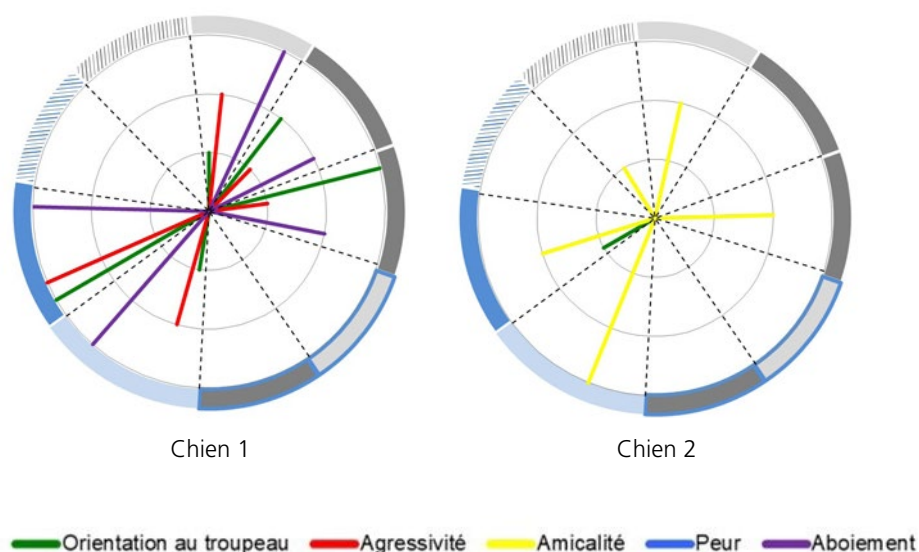 Chien 1 Chien 2
Orientation au troupeau Agressivité Amicalité Peur Aboiement